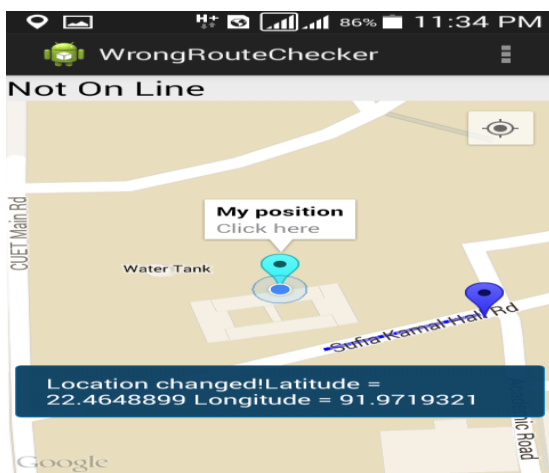 H+ 86% 11:34 PM
WrongRouteChecker
Not On Line
CUET Main Rd
My position
Click here
Water Tank
Sufia Kamal Hall Rd
Location changed!Latitude =
22.4648899 Longitude = 91.9719321
Google